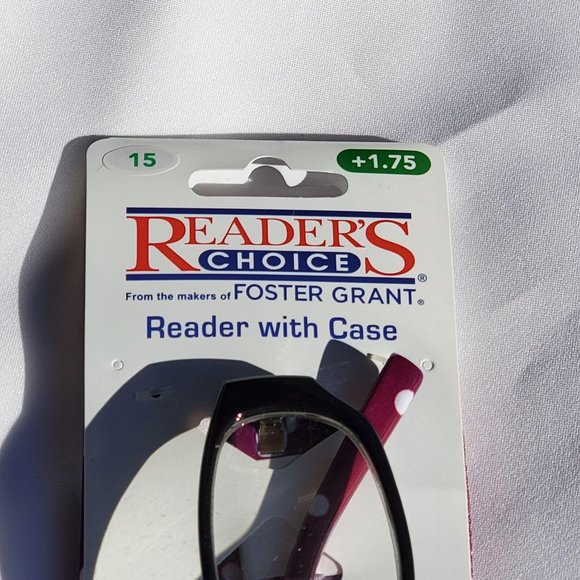 15
+1.75
READER'S
CHOICE®
From the makers of FOSTER GRANT®
Reader with Case